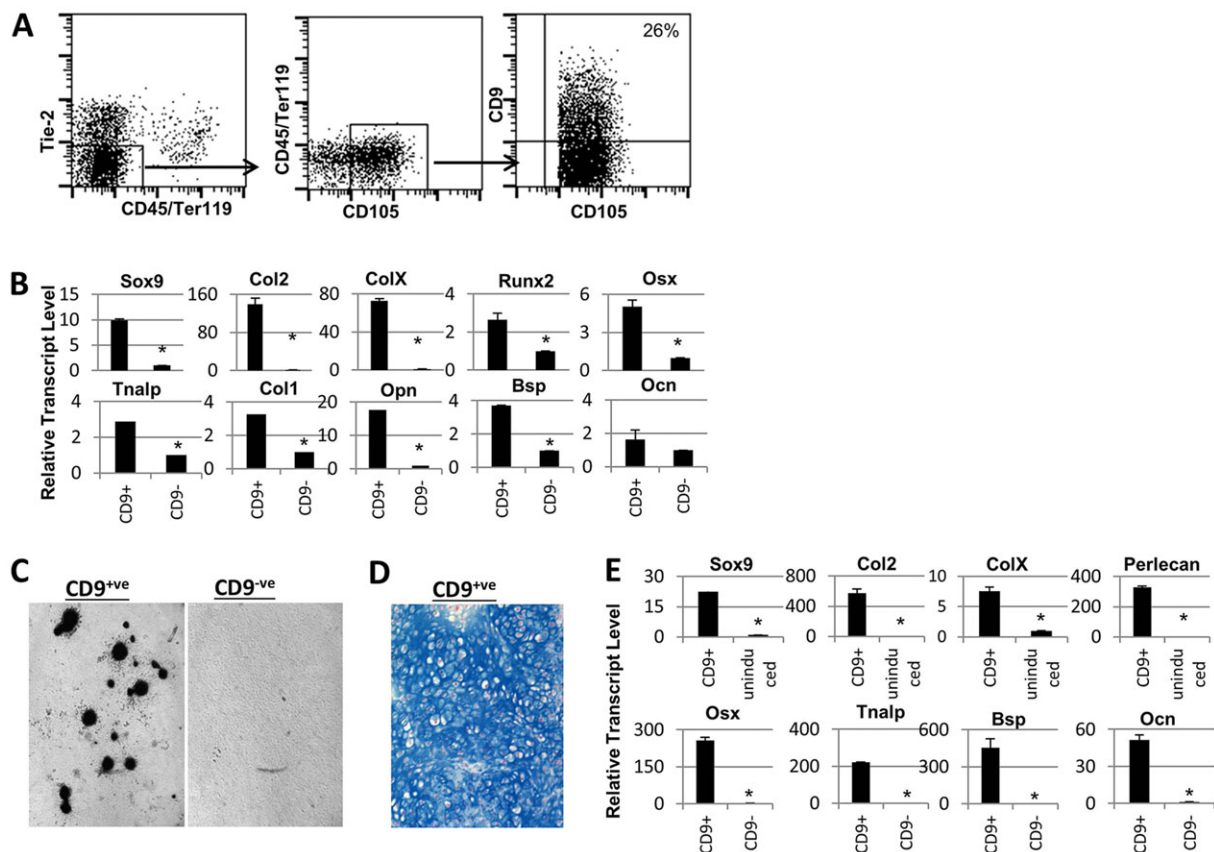 A
Tie-2
CD45/Ter119
CD45/Ter119
CD105
26%
CD9
CD105
B
Relative Transcript Level
Sox9
15
10
5
0
Col2
160
120
80
40
0
ColX
80
40
0
Runx2
4
2
0
*
Osx
6
3
0
*
Tnalp
4
2
0
CD9+
CD9-
*
Col1
6
4
2
0
CD9+
CD9-
*
Opn
20
15
10
5
0
CD9+
CD9-
*
Bsp
4
2
0
CD9+
CD9-
*
Ocn
4
2
0
CD9+
CD9-
C
CD9+ve
CD9-ve
D
CD9+ve
E
Relative Transcript Level
Sox9
30
15
0
CD9+
unindu
ced
*
Col2
800
400
0
CD9+
unindu
ced
*
ColX
10
5
0
CD9+
unindu
ced
*
Perlecan
400
200
0
CD9+
unindu
ced
*
Osx
300
150
0
CD9+
CD9-
*
Tnalp
400
200
0
CD9+
CD9-
*
Bsp
600
300
0
CD9+
CD9-
*
Ocn
60
30
0
CD9+
CD9-
*